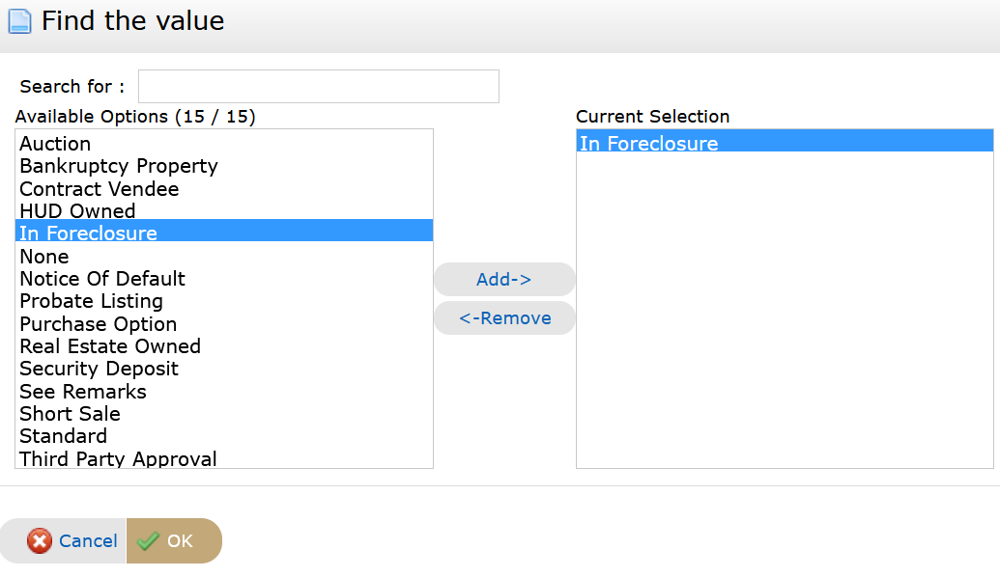 Find the value
Search for :
Available Options (15 / 15)
Auction
Bankruptcy Property
Contract Vendee
HUD Owned
In Foreclosure
None
Notice Of Default
Probate Listing
Purchase Option
Real Estate Owned
Security Deposit
See Remarks
Short Sale
Standard
Third Party Approval
Add->
<-Remove
Current Selection
In Foreclosure
Cancel
OK